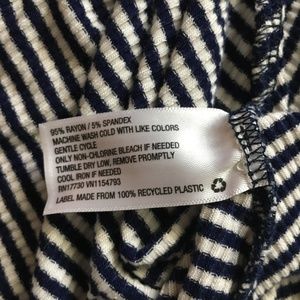 95% RAYON / 5% SPANDEX
MACHINE WASH COLD WITH LIKE COLORS
GENTLE CYCLE
ONLY NON-CHLORINE BLEACH IF NEEDED
TUMBLE DRY LOW, REMOVE PROMPTLY
COOL IRON IF NEEDED
RN17730 VN1154793
LABEL MADE FROM 100% RECYCLED PLASTIC